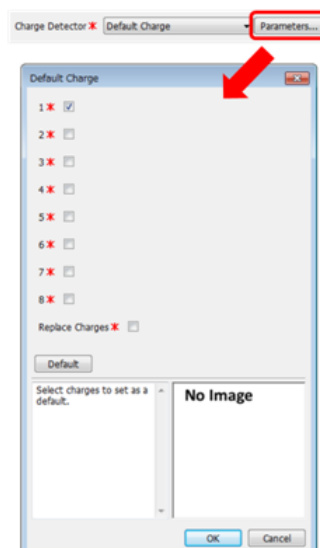 Charge Detector * Default Charge Parameters...
Default Charge
1 *
2 *
3 *
4 *
5 *
6 *
7 *
8 *
Replace Charges *
Default
Select charges to set as a
default.
No Image
OK Cancel